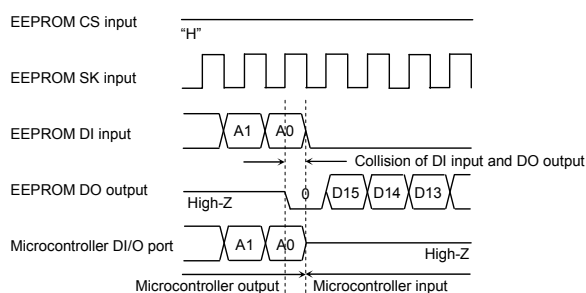 EEPROM CS input
“H”
EEPROM SK input
EEPROM DI input
A1 A0
Collision of DI input and DO output
EEPROM DO output
High-Z
0 D15 D14 D13
Microcontroller DI/O port
A1 A0
High-Z
Microcontroller output Microcontroller input